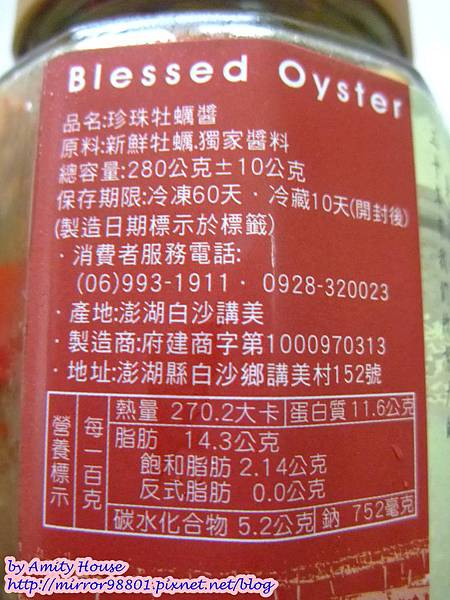 Blessed Oyster
品名:珍珠牡蠣醬
原料:新鮮牡蠣.獨家醬料
總容量:280公克±10公克
保存期限:冷凍60天．冷藏10天(開封後)
(製造日期標示於標籤)
·消費者服務電話:
(06)993-1911．0928-320023
·產地:澎湖白沙講美
·製造商:府建商字第1000970313
·地址:澎湖縣白沙鄉講美村152號
營養標示
每一百克
熱量 270.2大卡 蛋白質 11.6公克
脂肪 14.3公克
飽和脂肪 2.14公克
反式脂肪 0.0公克
碳水化合物 5.2公克 鈉 752毫克
by Amity House
http://mirror98801.pixnet.net/blog